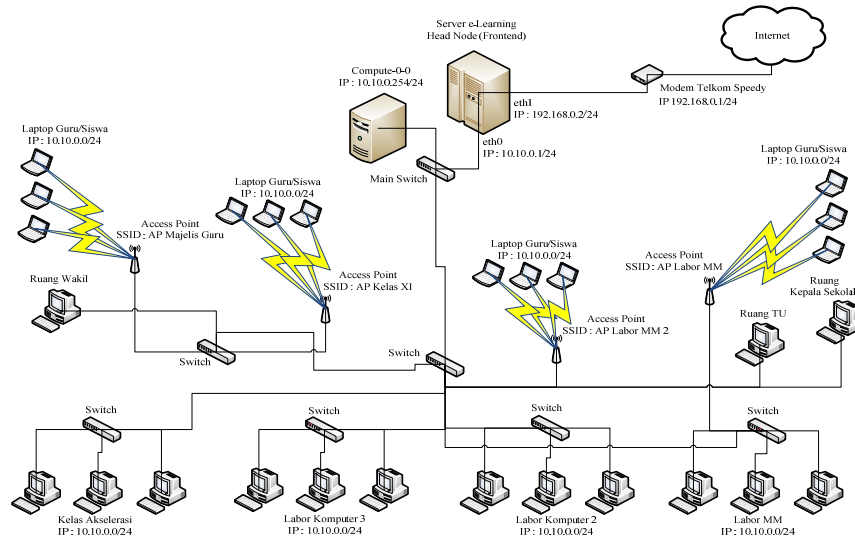 Server e-Learning
Head Node (Frontend)
Internet
Compute-0-0
IP : 10.10.0.254/24
Modem Telkom Speedy
IP 192.168.0.1/24
eth1
IP : 192.168.0.2/24
eth0
IP : 10.10.0.1/24
Main Switch
Laptop Guru/Siswa
IP : 10.10.0.0/24
Laptop Guru/Siswa
IP : 10.10.0.0/24
Laptop Guru/Siswa
IP : 10.10.0.0/24
Laptop Guru/Siswa
IP : 10.10.0.0/24
Access Point
SSID : AP Majelis Guru
Access Point
SSID : AP Kelas XI
Access Point
SSID : AP Labor MM 2
Access Point
SSID : AP Labor MM
Ruang Wakil
Ruang TU
Ruang
Kepala Sekolah
Switch
Switch
Switch
Switch
Switch
Switch
Kelas Akselerasi
IP : 10.10.0.0/24
Labor Komputer 3
IP : 10.10.0.0/24
Labor Komputer 2
IP : 10.10.0.0/24
Labor MM
IP : 10.10.0.0/24